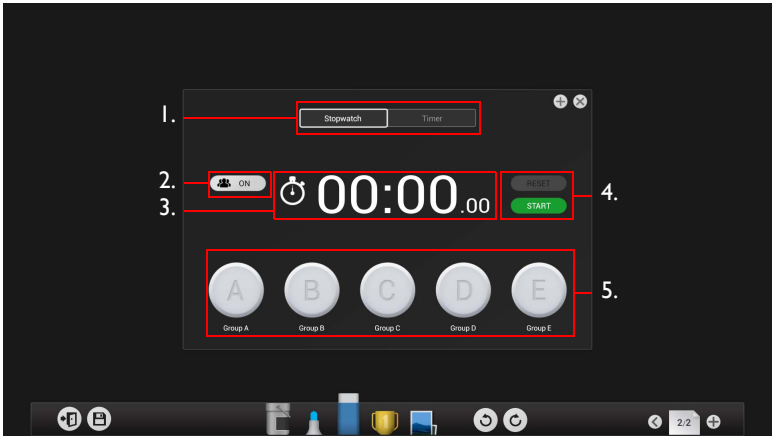 1.
Stopwatch Timer
2.
ON
3.
00:00.00
RESET
START
4.
A B C D E
Group A Group B Group C Group D Group E
5.
2/2